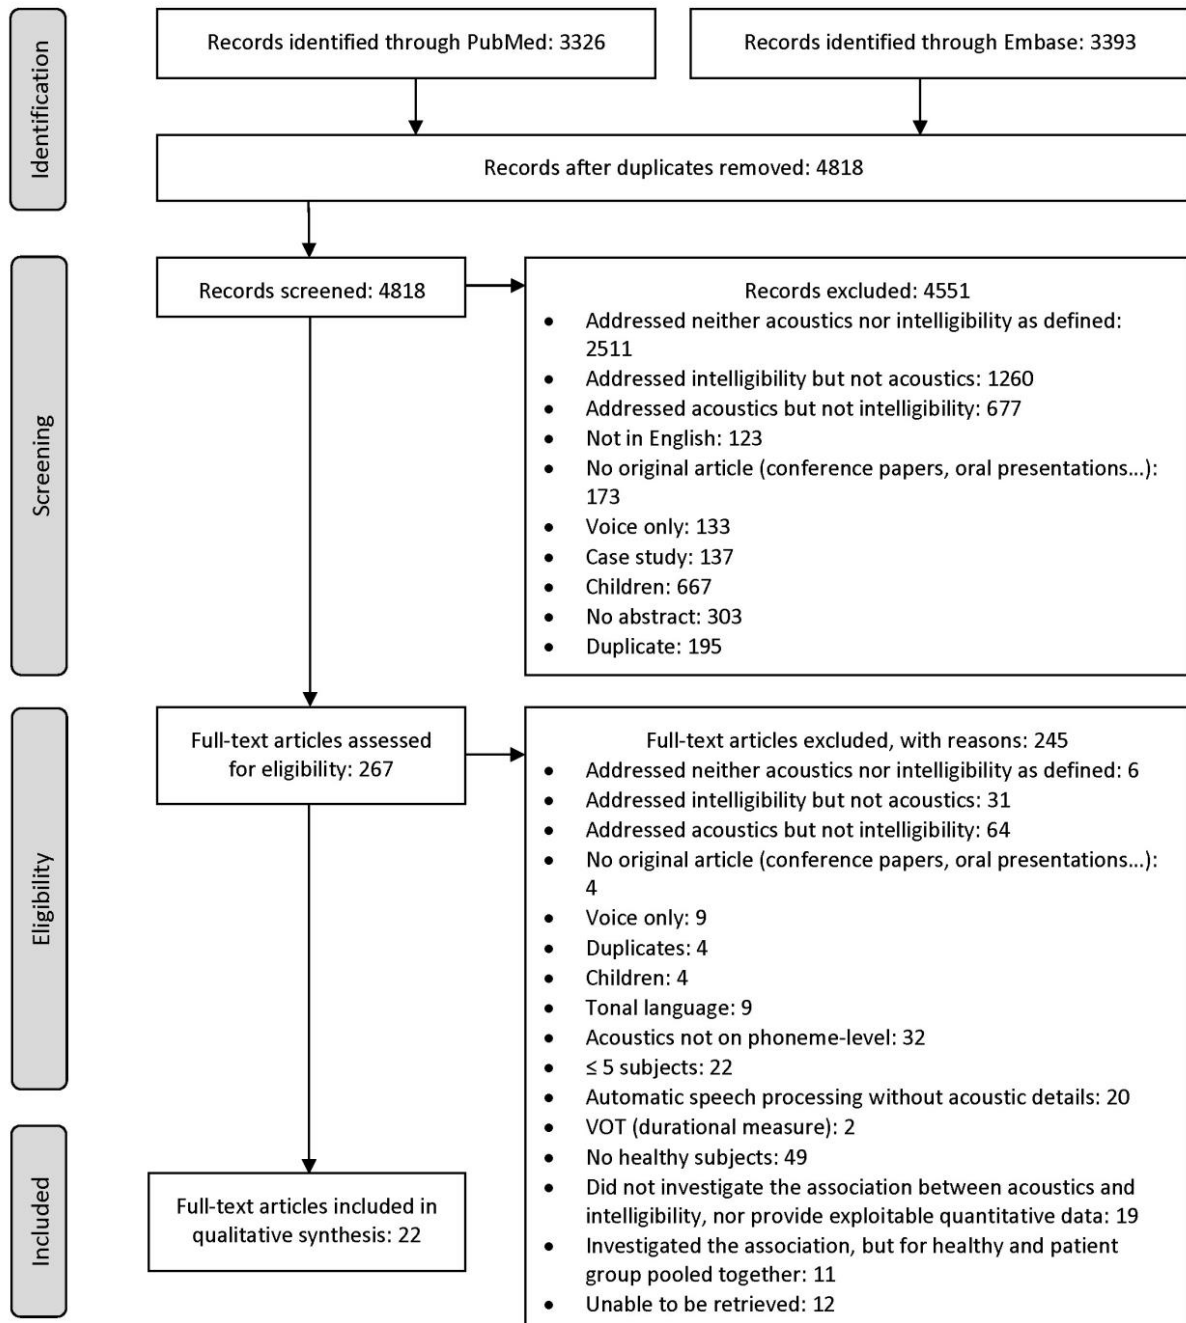 Identification
Records identified through PubMed: 3326
Records identified through Embase: 3393
Records after duplicates removed: 4818
Screening
Records screened: 4818
Records excluded: 4551
• Addressed neither acoustics nor intelligibility as defined:
2511
• Addressed intelligibility but not acoustics: 1260
• Addressed acoustics but not intelligibility: 677
• Not in English: 123
• No original article (conference papers, oral presentations...):
173
• Voice only: 133
• Case study: 137
• Children: 667
• No abstract: 303
• Duplicate: 195
Eligibility
Full-text articles assessed
for eligibility: 267
Full-text articles excluded, with reasons: 245
• Addressed neither acoustics nor intelligibility as defined: 6
• Addressed intelligibility but not acoustics: 31
• Addressed acoustics but not intelligibility: 64
• No original article (conference papers, oral presentations...):
4
• Voice only: 9
• Duplicates: 4
• Children: 4
• Tonal language: 9
• Acoustics not on phoneme-level: 32
• ≤ 5 subjects: 22
• Automatic speech processing without acoustic details: 20
• VOT (durational measure): 2
• No healthy subjects: 49
• Did not investigate the association between acoustics and
intelligibility, nor provide exploitable quantitative data: 19
• Investigated the association, but for healthy and patient
group pooled together: 11
• Unable to be retrieved: 12
Included
Full-text articles included in
qualitative synthesis: 22